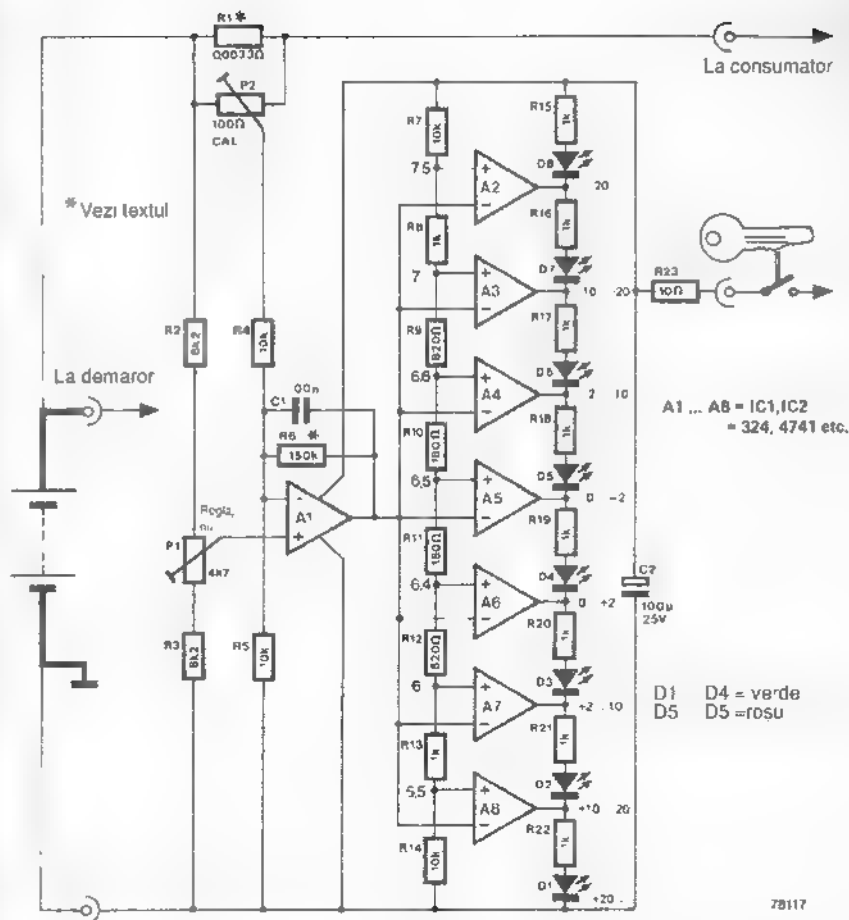 R1*
0,0033Ω
La consumator
P2
100Ω
CAL
R7
10k
R15
1k
D8
7,5
+
A2
−
20
* Vezi textul
R8
1k
R16
1k
D7
7
+
A3
−
10
20
R23
10Ω
R17
1k
R2
8k2
R4
10k
R9
820Ω
6,6
+
A4
−
D6
2
10
La demaror
C1
00n
R18
1k
A1 ... A8 = IC1,IC2
= 324, 4741 etc.
R6 *
150k
R10
180Ω
6,5
+
A5
−
D5
0
−2
-
A1
+
P1
4k7
R11
180Ω
R19
1k
6,4
+
A6
−
D4
0
+2
C2
100µ
25V
R3
8k2
R5
10k
R12
820Ω
R20
1k
6
+
A7
−
D3
+2 .. 10
D1 D4 = verde
D5 D5 =rosu
R13
1k
R21
1k
5,5
+
A8
−
D2
+10
20
R14
10k
R22
1k
D1
+20
78117